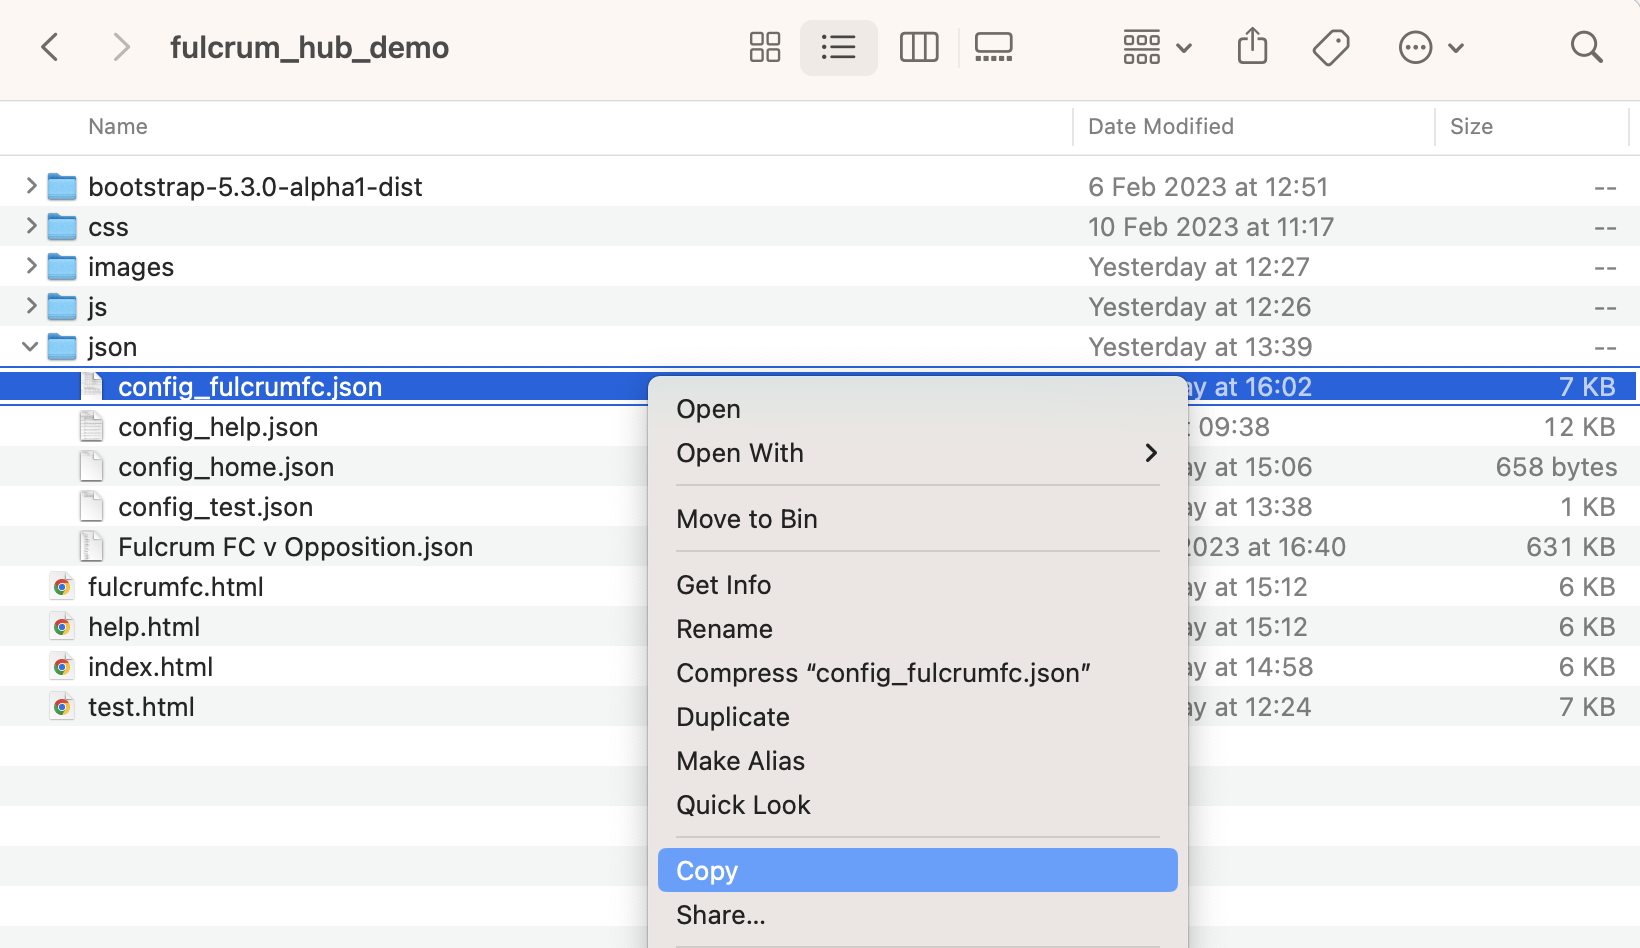 fulcrum_hub_demo
Name Date Modified Size
bootstrap-5.3.0-alpha1-dist 6 Feb 2023 at 12:51 --
css 10 Feb 2023 at 11:17 --
images Yesterday at 12:27 --
js Yesterday at 12:26 --
json Yesterday at 13:39 --
config_fulcrumfc.json at 16:02 7 KB
config_help.json 09:38 12 KB
config_home.json at 15:06 658 bytes
config_test.json at 13:38 1 KB
Fulcrum FC v Opposition.json 2023 at 16:40 631 KB
fulcrumfc.html at 15:12 6 KB
help.html at 15:12 6 KB
index.html at 14:58 6 KB
test.html at 12:24 7 KB
Open
Open With
Move to Bin
Get Info
Rename
Compress “config_fulcrumfc.json”
Duplicate
Make Alias
Quick Look
Copy
Share...